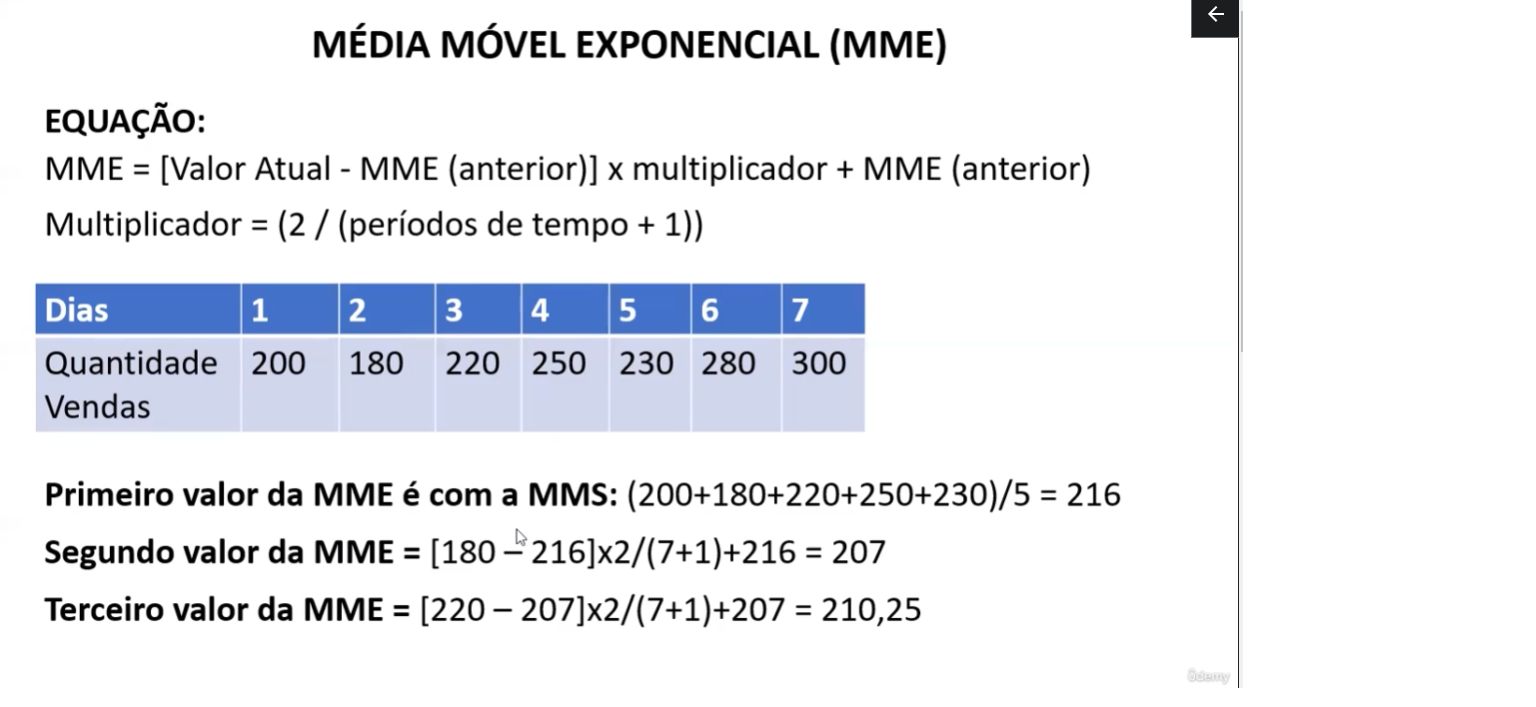 MÉDIA MÓVEL EXPONENCIAL (MME)
EQUAÇÃO:
MME = [Valor Atual - MME (anterior)] x multiplicador + MME (anterior)
Multiplicador = (2 / (períodos de tempo + 1))
Dias 1 2 3 4 5 6 7
Quantidade 200 180 220 250 230 280 300
Vendas
Primeiro valor da MME é com a MMS: (200+180+220+250+230)/5 = 216
Segundo valor da MME = [180 – 216]x2/(7+1)+216 = 207
Terceiro valor da MME = [220 – 207]x2/(7+1)+207 = 210,25
ûdemy